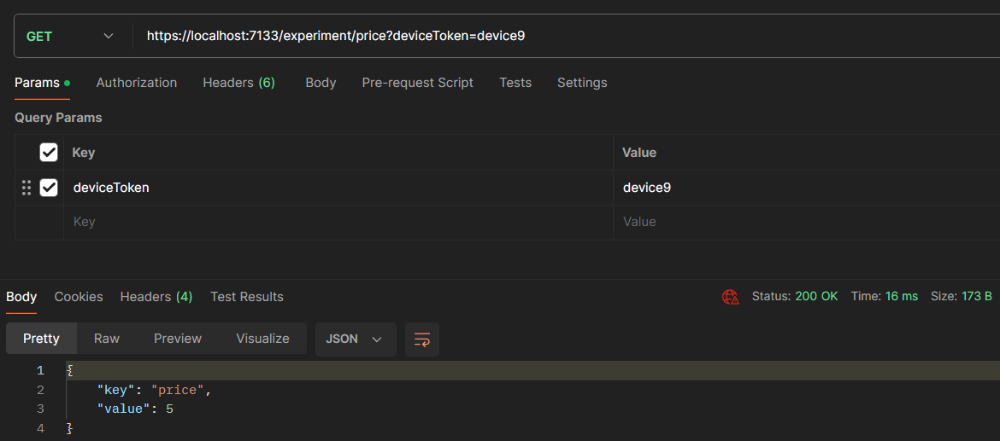 GET https://localhost:7133/experiment/price?deviceToken=device9
Params Authorization Headers (6) Body Pre-request Script Tests Settings
Query Params
Key Value
deviceToken device9
Key Value
Body Cookies Headers (4) Test Results Status: 200 OK Time: 16 ms Size: 173 B
Pretty Raw Preview Visualize JSON
1 {
2 "key": "price",
3 "value": 5
4 }